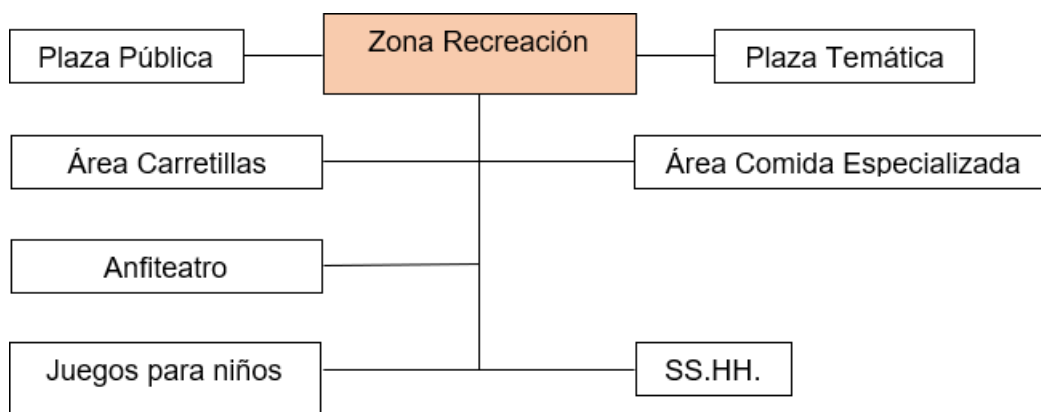 Plaza Pública
Zona Recreación
Plaza Temática
Área Carretillas
Área Comida Especializada
Anfiteatro
Juegos para niños
SS.HH.